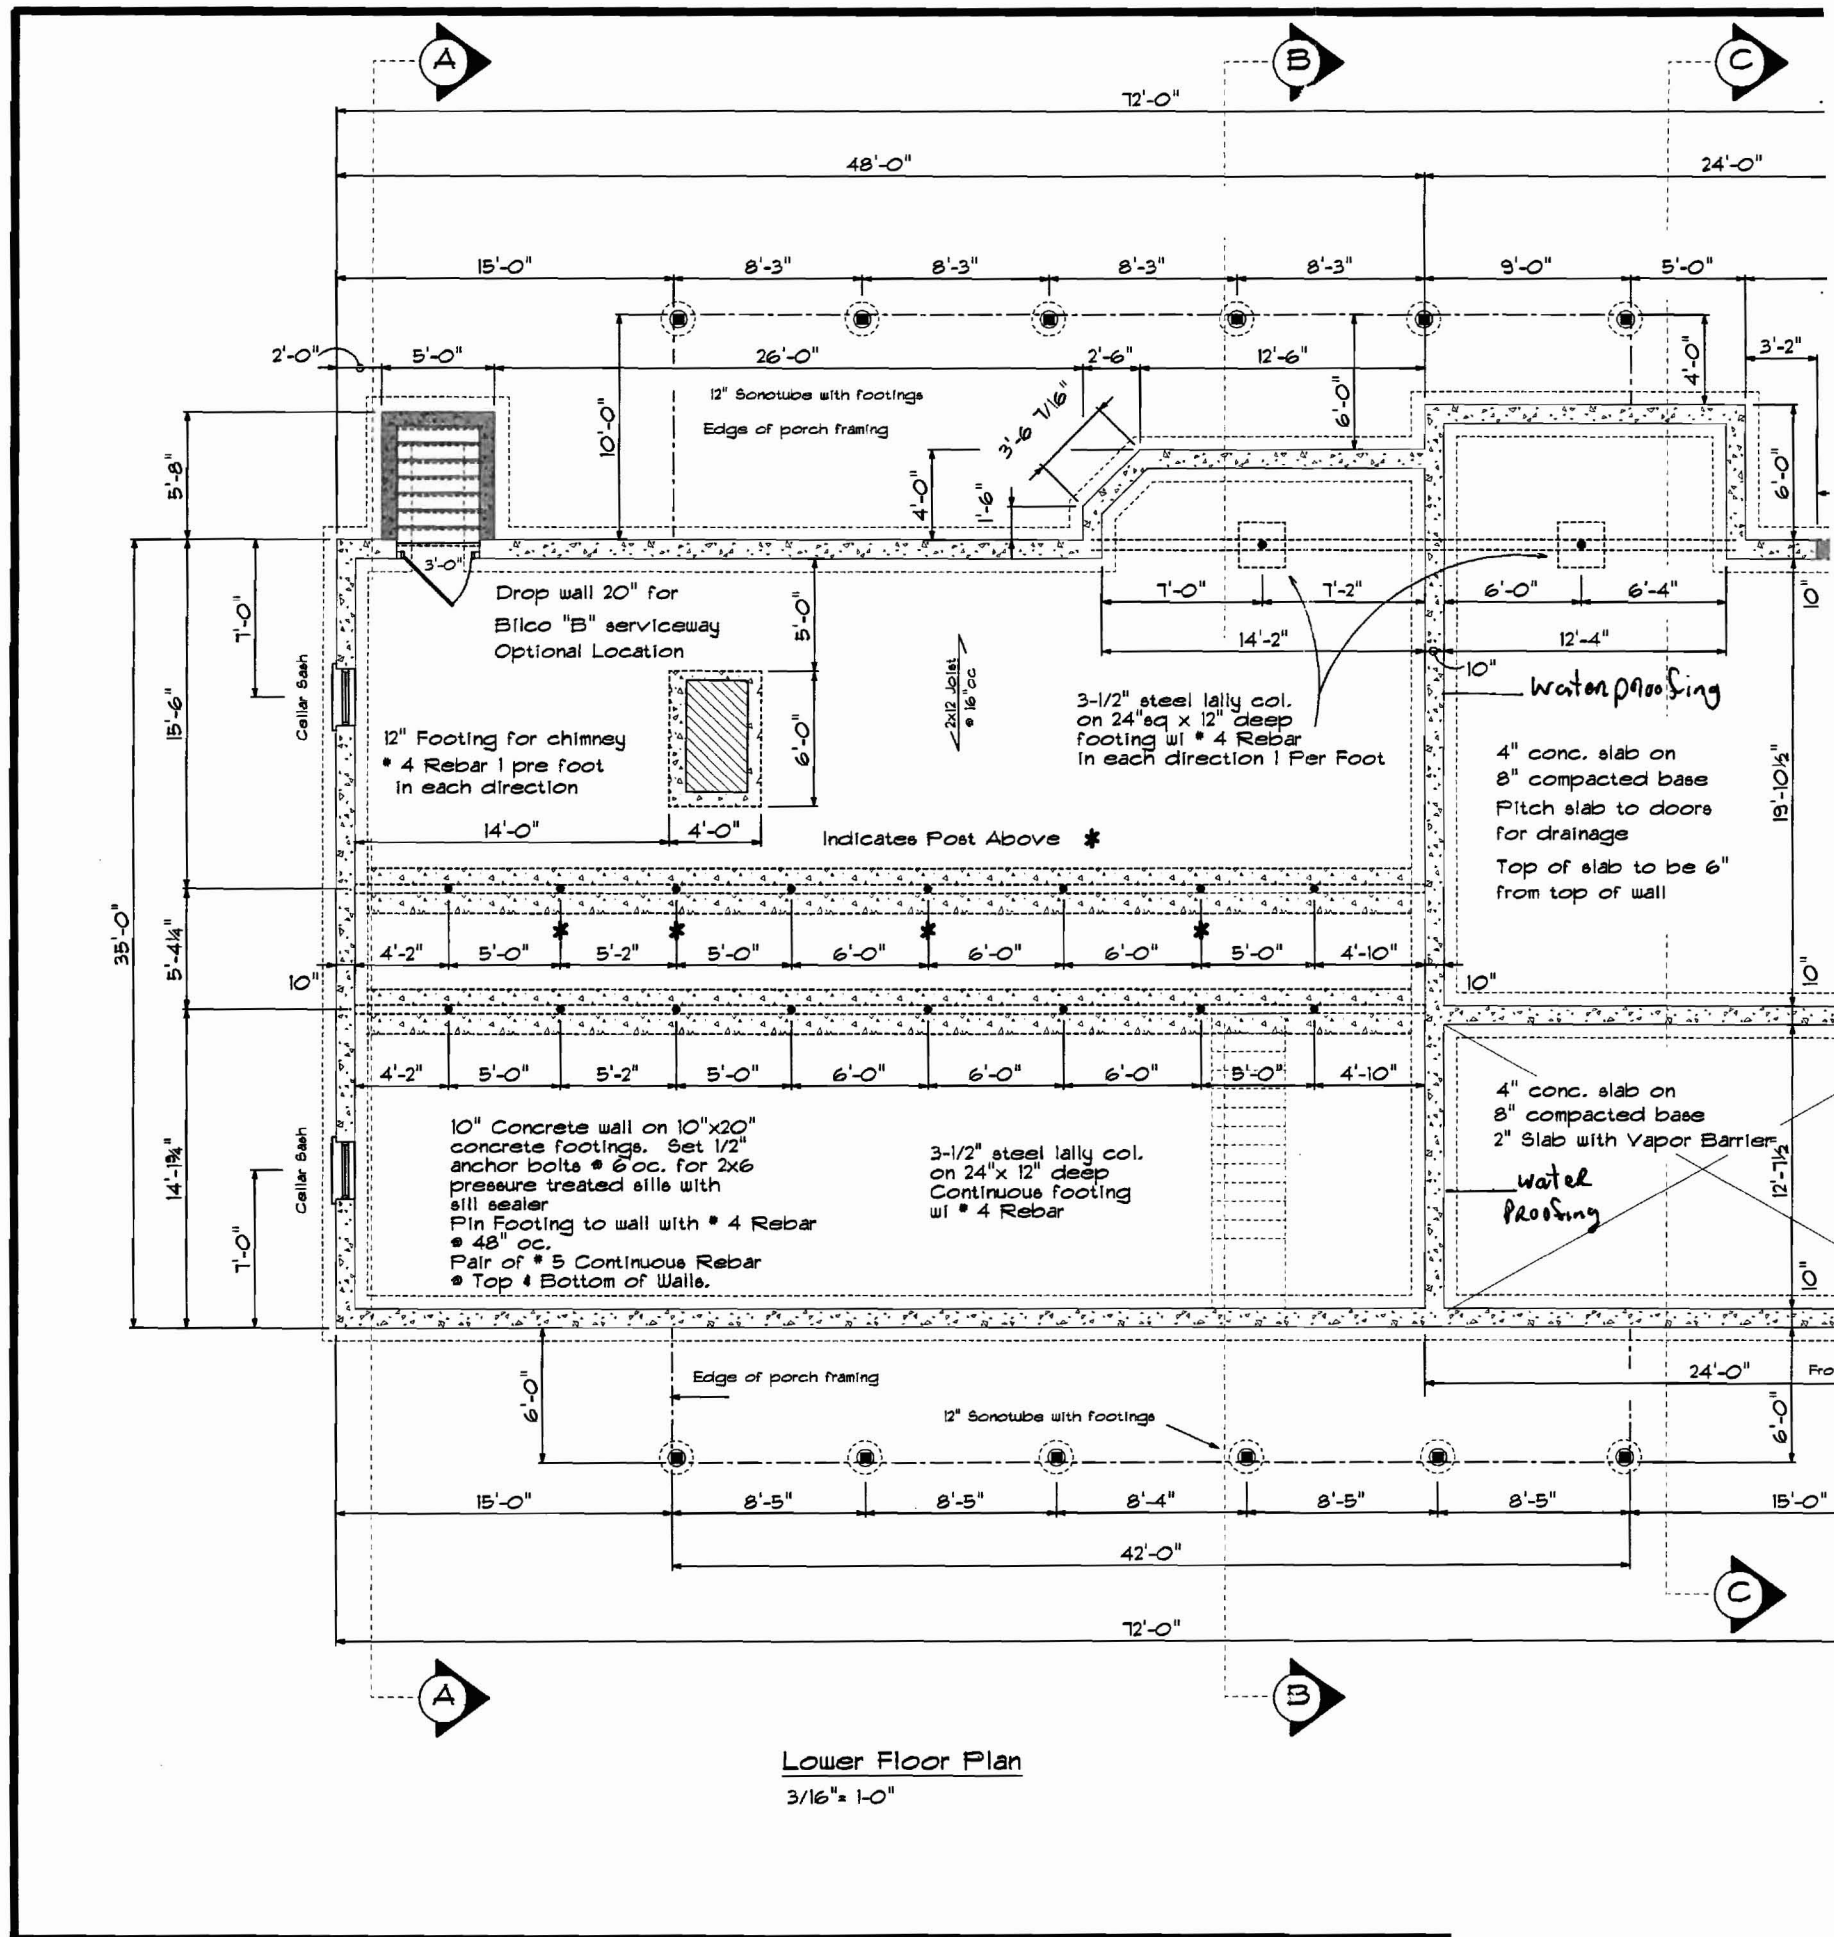 A
B
C
72'-0"
48'-0"
24'-0"
15'-0"
8'-3"
8'-3"
8'-3"
8'-3"
9'-0"
5'-0"
2'-0"
5'-0"
26'-0"
2'-6"
12'-6"
3'-2"
4'-0"
6'-0"
10'-0"
12" Sonotube with footings
Edge of porch framing
3'-6 7/16"
5'-8"
4'-0"
1'-6"
6'-0"
3'-0"
7'-0"
Drop wall 20" for
Bilco "B" serviceway
Optional Location
5'-0"
7'-0"
7'-2"
6'-0"
6'-4"
10"
14'-2"
12'-4"
10"
2x12 Joist
@ 16"oc
Cellar Sash
15'-6"
12" Footing for chimney
# 4 Rebar 1 pre foot
in each direction
6'-0"
3-1/2" steel lally col.
on 24"sq x 12" deep
footing w/ # 4 Rebar
in each direction 1 Per Foot
waterproofing
4" conc. slab on
8" compacted base
Pitch slab to doors
for drainage
Top of slab to be 6"
from top of wall
19'-10½"
14'-0"
4'-0"
Indicates Post Above *
35'-0"
5'-4¼"
* * * *
4'-2"
5'-0"
5'-2"
5'-0"
6'-0"
6'-0"
6'-0"
5'-0"
4'-10"
10"
10"
10"
4'-2"
5'-0"
5'-2"
5'-0"
6'-0"
6'-0"
6'-0"
5'-0"
4'-10"
14'-1¾"
Cellar Sash
7'-0"
10" Concrete wall on 10"x20"
concrete footings. Set 1/2"
anchor bolts @ 6'oc. for 2x6
pressure treated sills with
sill sealer
Pin Footing to wall with # 4 Rebar
@ 48" oc.
Pair of # 5 Continuous Rebar
@ Top & Bottom of Walls.
3-1/2" steel lally col.
on 24"x 12" deep
Continuous footing
w/ # 4 Rebar
4" conc. slab on
8" compacted base
2" Slab with Vapor Barrier
water
proofing
12'-7½"
10"
6'-0"
Edge of porch framing
12" Sonotube with footings
24'-0"
Fro
6'-0"
15'-0"
8'-5"
8'-5"
8'-4"
8'-5"
8'-5"
15'-0"
42'-0"
C
72'-0"
A
B
Lower Floor Plan
3/16"= 1-0"